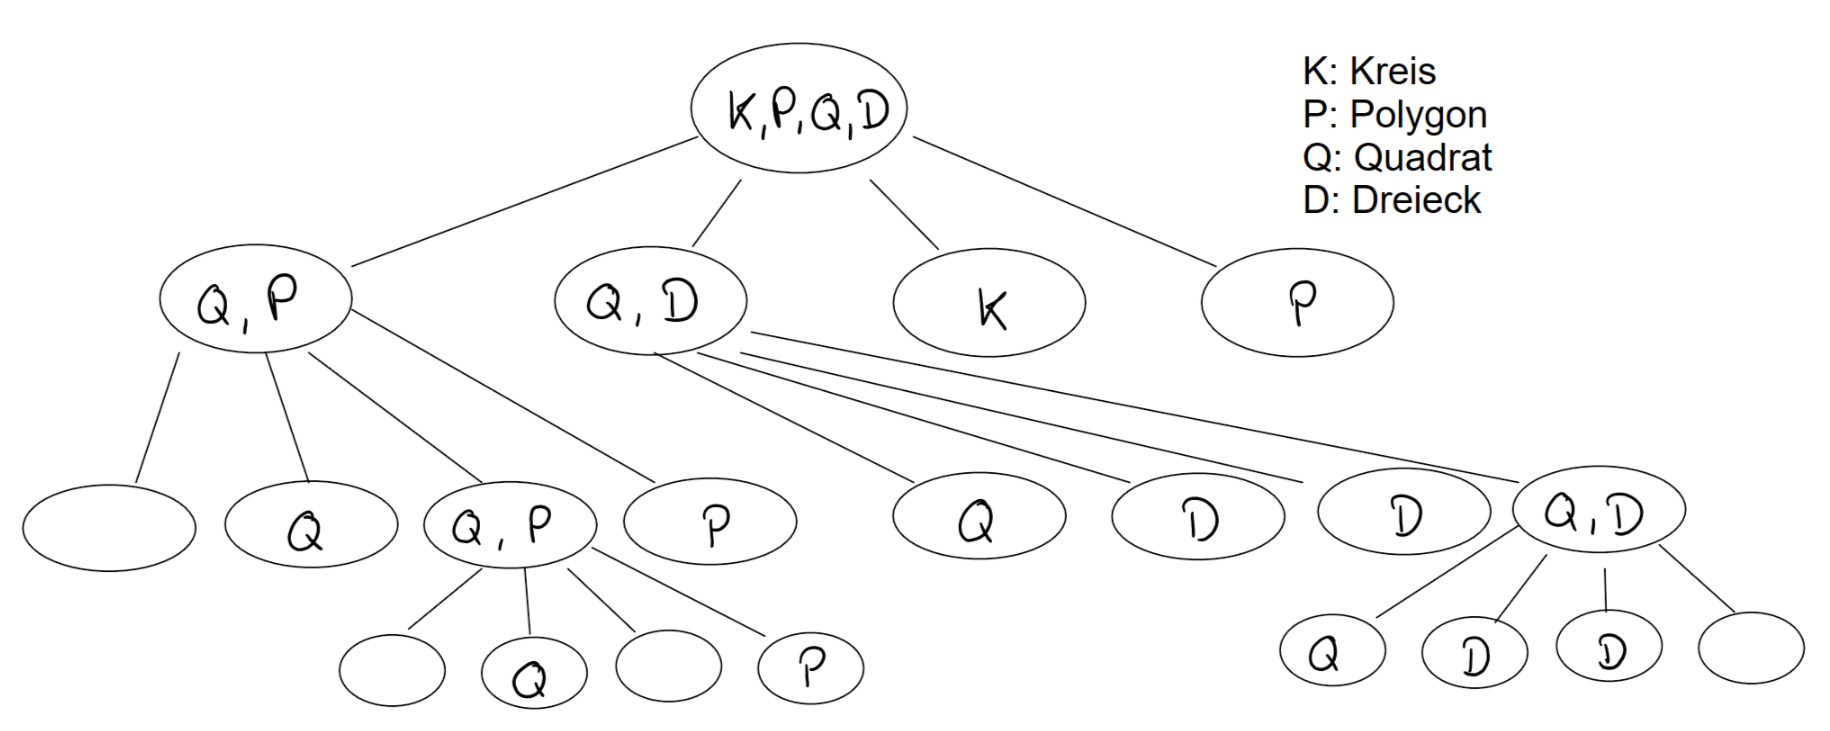 K, P, Q, D
K: Kreis
P: Polygon
Q: Quadrat
D: Dreieck
Q, P
Q, D
K
P
Q
Q, P
P
Q
D
D
Q, D
Q
P
Q
D
D